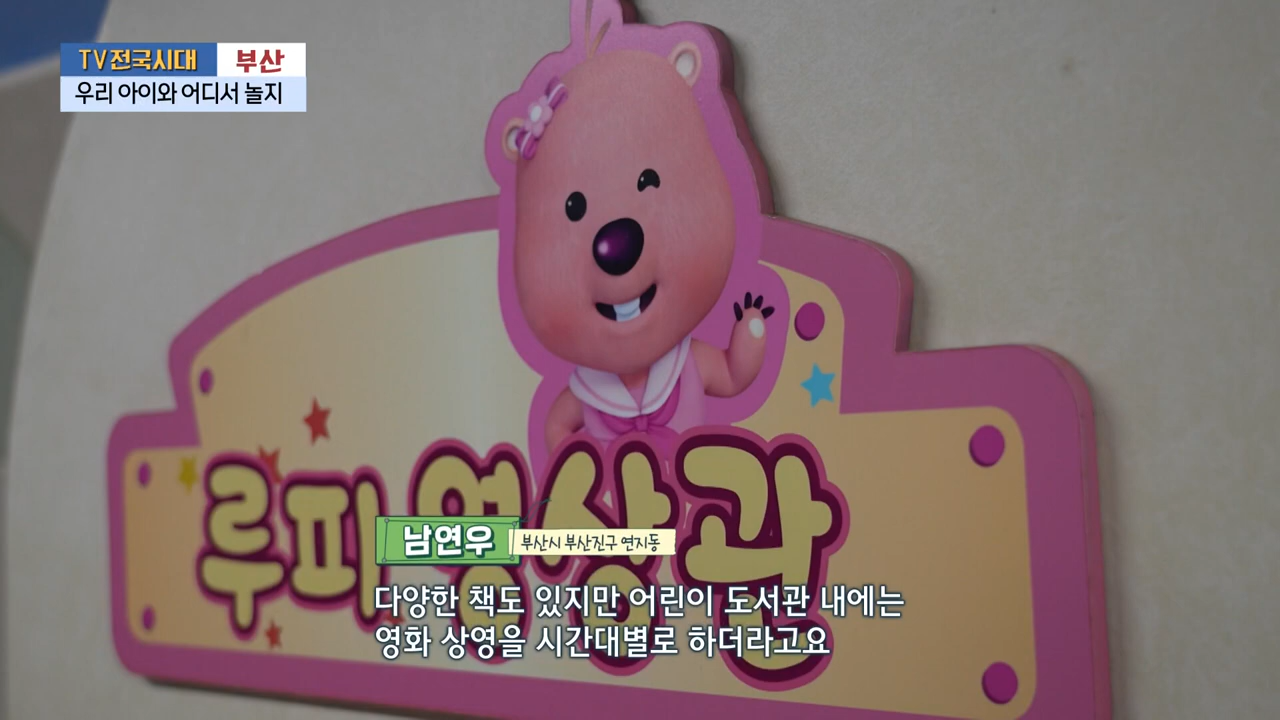 TV전국시대 부산
우리 아이와 어디서 놀지
루피 영상관
남연우 부산시 부산진구 연지동
다양한 책도 있지만 어린이 도서관 내에는
영화 상영을 시간대별로 하더라고요